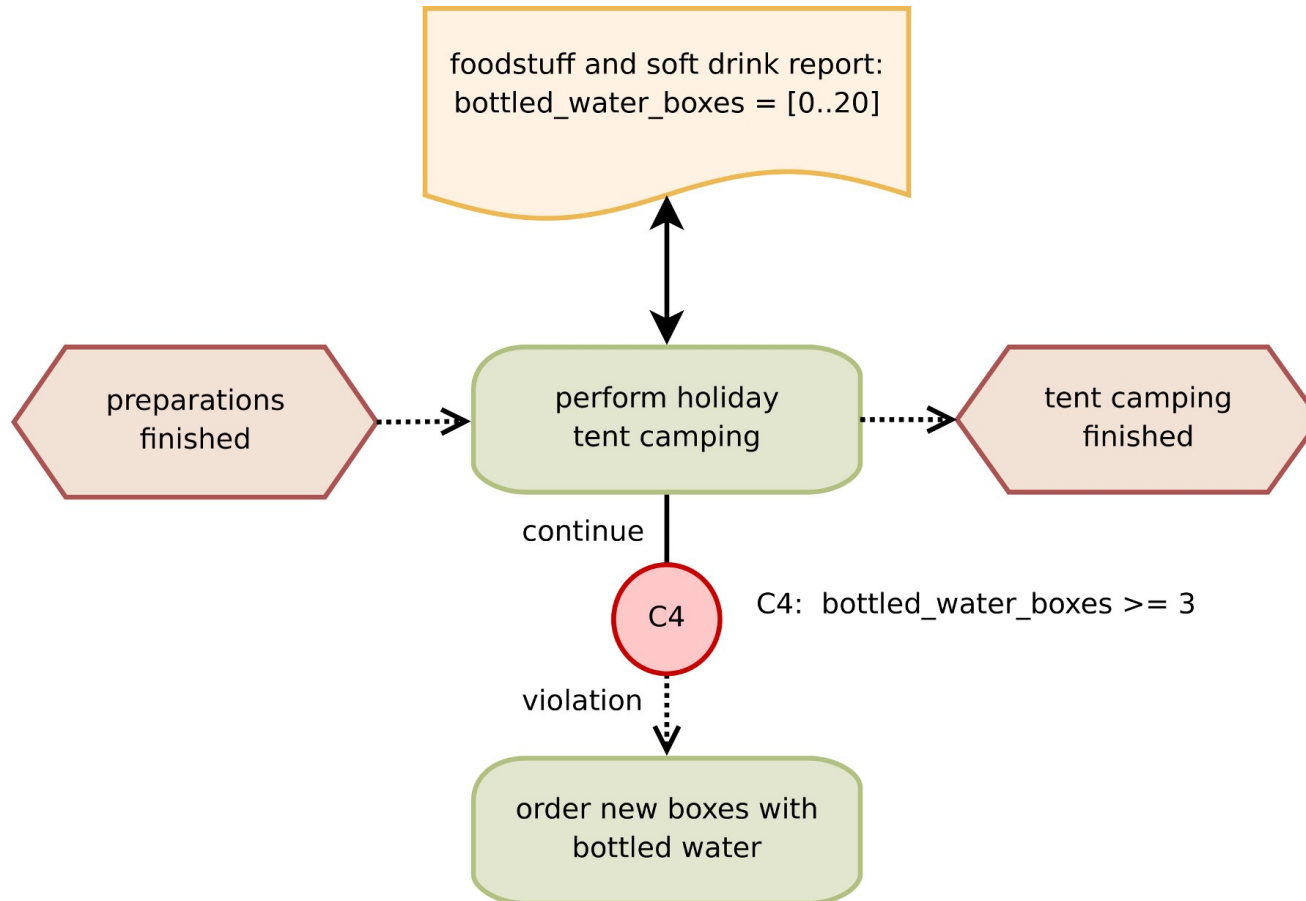 foodstuff and soft drink report:
bottled_water_boxes = [0..20]
preparations
finished
perform holiday
tent camping
tent camping
finished
continue
C4
C4:  bottled_water_boxes >= 3
violation
order new boxes with
bottled water